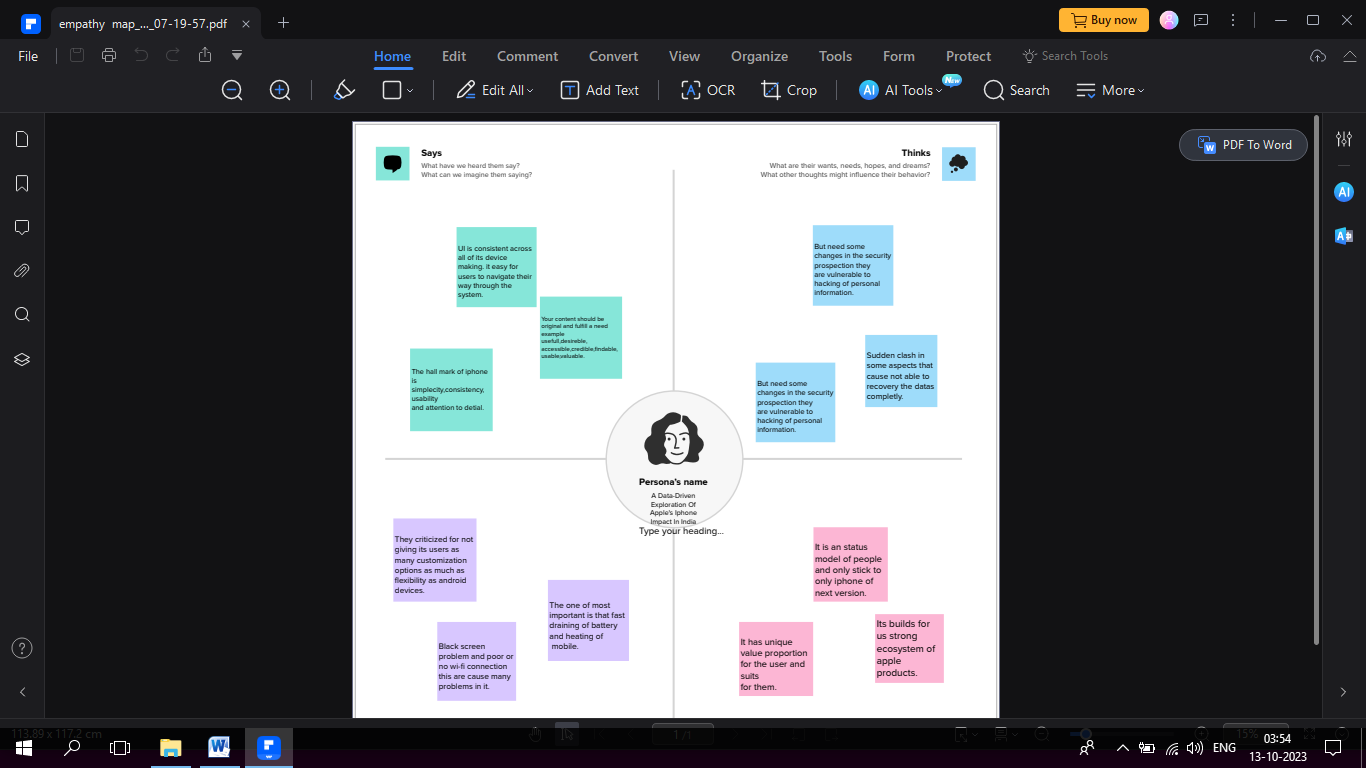 empathy map_..._07-19-57.pdf
Buy now
File
Home
Edit
Comment
Convert
View
Organize
Tools
Form
Protect
Search Tools
Edit All
Add Text
OCR
Crop
AI Tools
New
Search
More
PDF To Word
Says
What have we heard them say?
What can we imagine them saying?
Thinks
What are their wants, needs, hopes, and dreams?
What other thoughts might influence their behavior?
UI is consistent across
all of its device
making. it easy for
users to navigate their
way through the
system.
Your content should be
original and fulfill a need
example
usefull,desireble,
accessible,credible,findable,
usable,valuable.
The hall mark of iphone
is
simplecity,consistency,
usability
and attention to detial.
But need some
changes in the security
prospection they
are vulnerable to
hacking of personal
information.
Sudden clash in
some aspects that
cause not able to
recovery the datas
completly.
But need some
changes in the security
prospection they
are vulnerable to
hacking of personal
information.
Persona's name
A Data-Driven
Exploration Of
Apple's Iphone
Impact In India
Type your heading...
They criticized for not
giving its users as
many customization
options as much as
flexibility as android
devices.
The one of most
important is that fast
draining of battery
and heating of
mobile.
Black screen
problem and poor or
no wi-fi connection
this are cause many
problems in it.
It is an status
model of people
and only stick to
only iphone of
next version.
Its builds for
us strong
ecosystem of
apple
products.
It has unique
value proportion
for the user and
suits
for them.
113.89 x 117.2 cm
1 /1
15%
ENG
03:54
13-10-2023